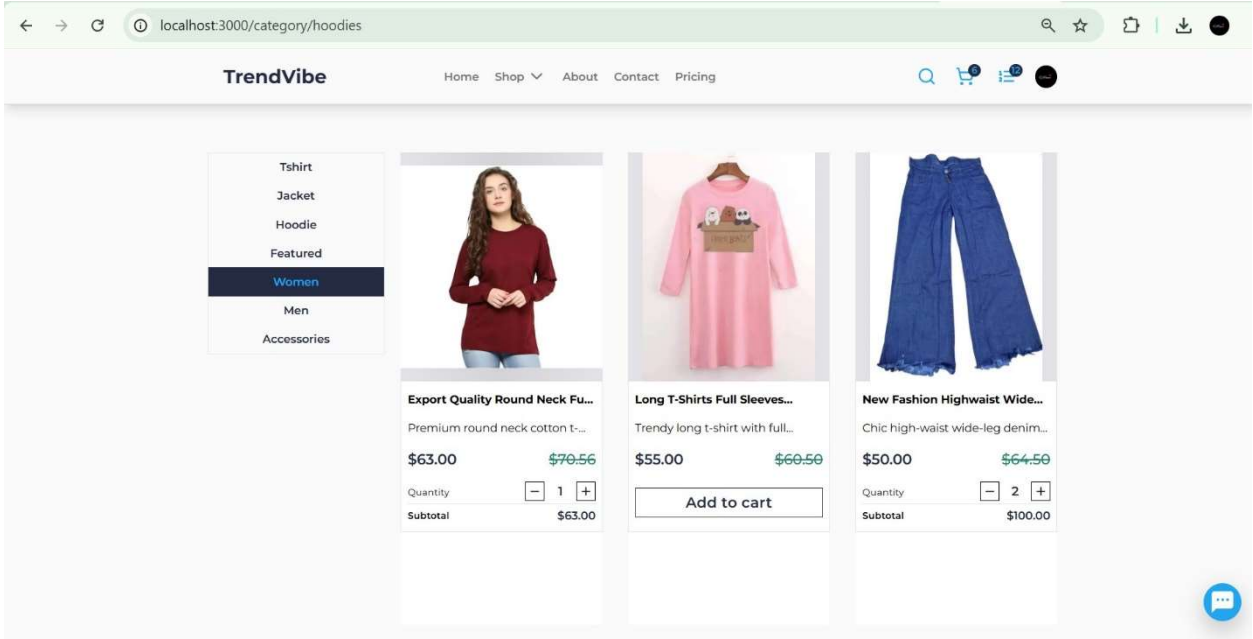 localhost:3000/category/hoodies
TrendVibe
Home Shop About Contact Pricing
6
12
Tshirt
Jacket
Hoodie
Featured
Women
Men
Accessories
Export Quality Round Neck Fu...
Premium round neck cotton t-...
$63.00 $70.56
Quantity − 1 +
Subtotal $63.00
Long T-Shirts Full Sleeves...
Trendy long t-shirt with full...
$55.00 $60.50
Add to cart
New Fashion Highwaist Wide...
Chic high-waist wide-leg denim...
$50.00 $64.50
Quantity − 2 +
Subtotal $100.00